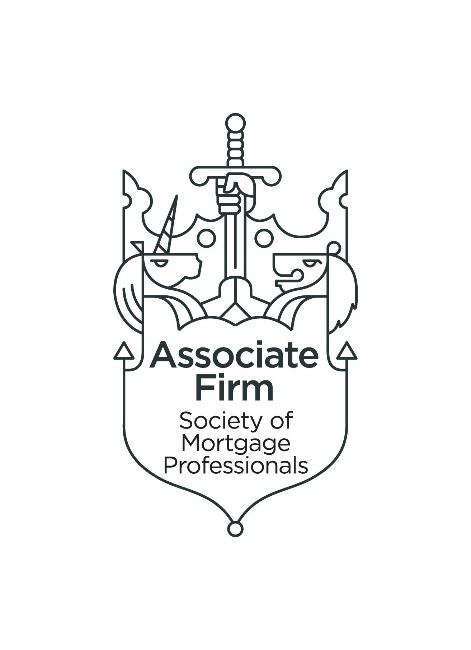 Associate
Firm
Society of
Mortgage
Professionals